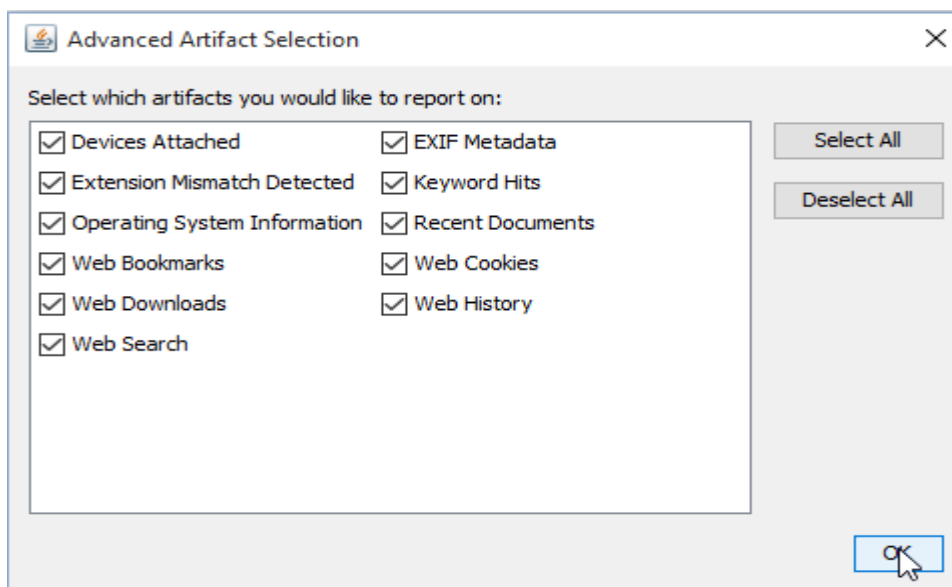 Advanced Artifact Selection
Select which artifacts you would like to report on:
Devices Attached
EXIF Metadata
Select All
Extension Mismatch Detected
Keyword Hits
Deselect All
Operating System Information
Recent Documents
Web Bookmarks
Web Cookies
Web Downloads
Web History
Web Search
OK